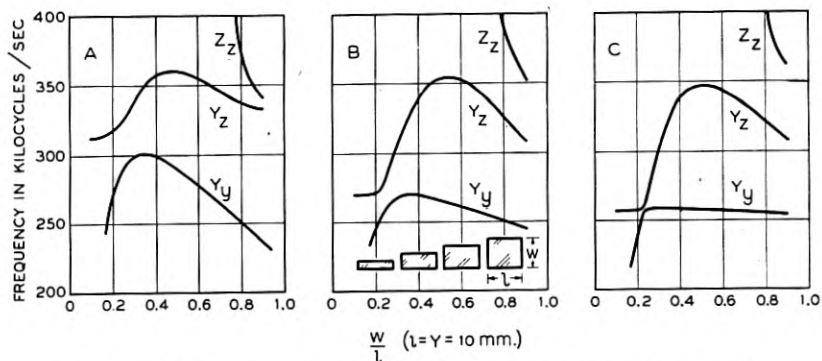 FREQUENCY IN KILOCYCLES / SEC
400
350
300
250
200
A
Zz
Yz
Yy
0 0.2 0.4 0.6 0.8 1.0
B
Zz
Yz
Yy
W
l
0 0.2 0.4 0.6 0.8 1.0
C
Zz
Yz
Yy
0 0.2 0.4 0.6 0.8 1.0
W/l (l=Y=10 mm.)